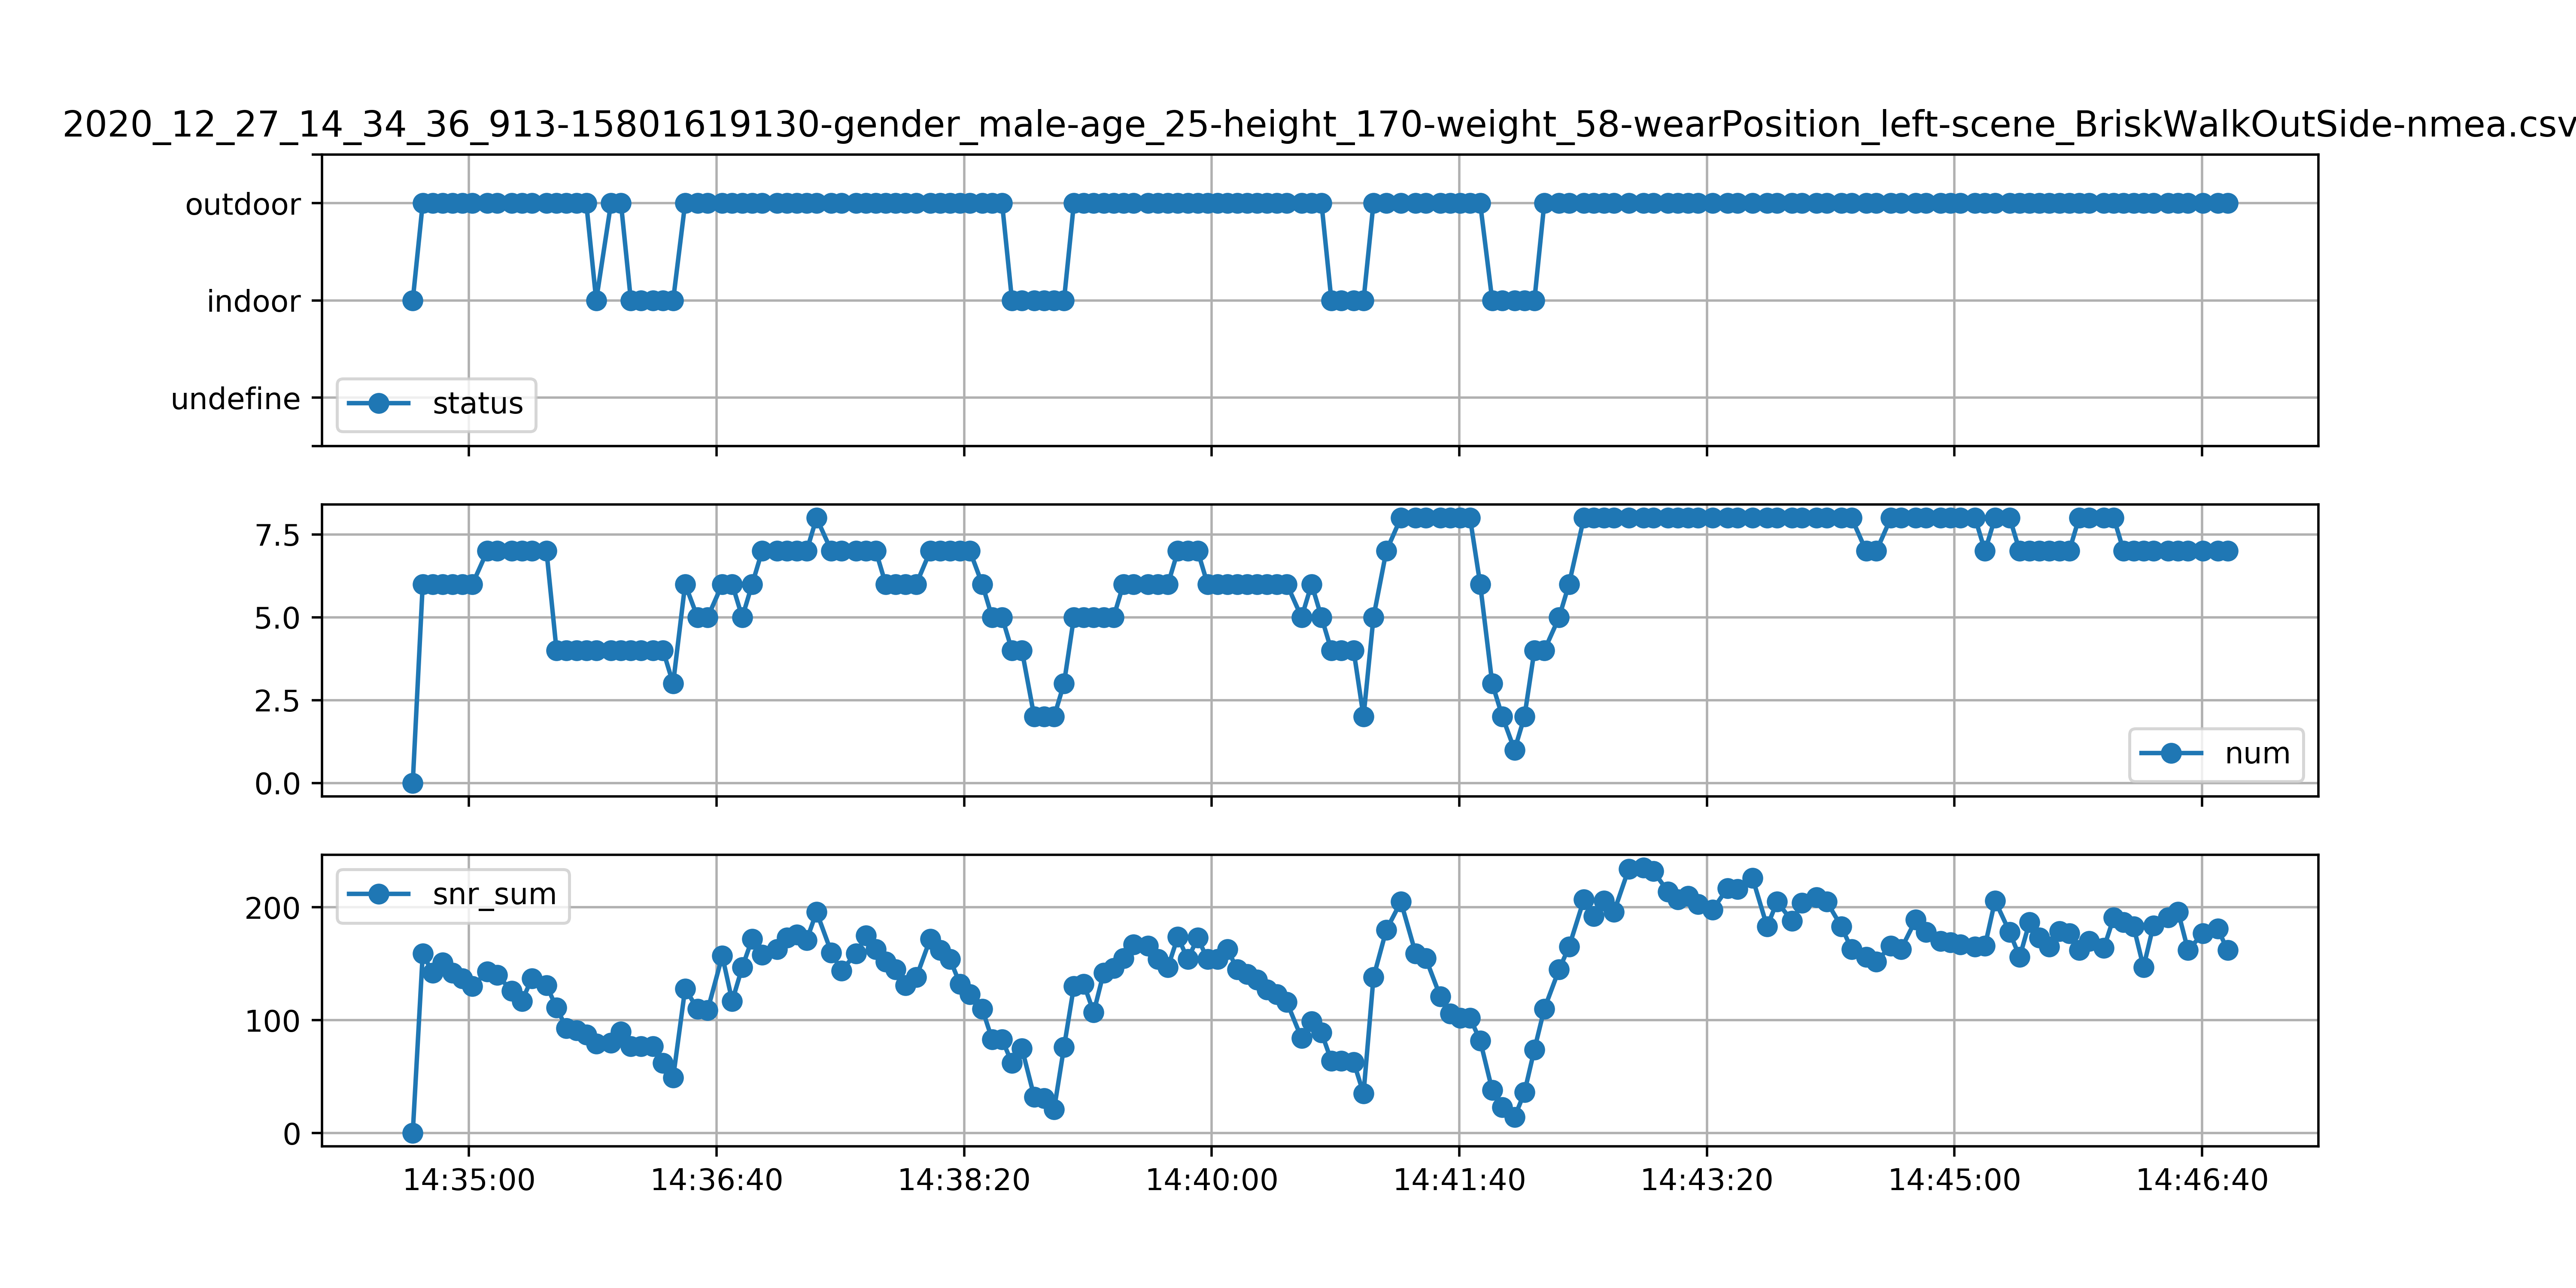 2020_12_27_14_34_36_913-15801619130-gender_male-age_25-height_170-weight_58-wearPosition_left-scene_BriskWalkOutSide-nmea.csv
outdoor
indoor
undefine
status
7.5
5.0
2.5
0.0
num
snr_sum
200
100
0
14:35:00 14:36:40 14:38:20 14:40:00 14:41:40 14:43:20 14:45:00 14:46:40